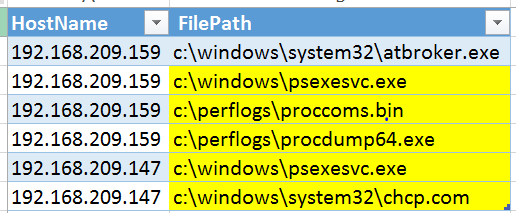 HostName FilePath
192.168.209.159 c:\windows\system32\atbroker.exe
192.168.209.159 c:\windows\psexesvc.exe
192.168.209.159 c:\perflogs\proccoms.bin
192.168.209.159 c:\perflogs\procdump64.exe
192.168.209.147 c:\windows\psexesvc.exe
192.168.209.147 c:\windows\system32\chcp.com